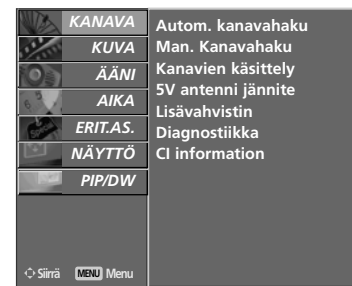 KANAVA
KUVA
ÄÄNI
AIKA
ERIT.AS.
NÄYTTÖ
PIP/DW
Autom. kanavahaku
Man. Kanavahaku
Kanavien käsittely
5V antenni jännite
Lisävahvistin
Diagnostiikka
CI information
Siirrä MENU Menu